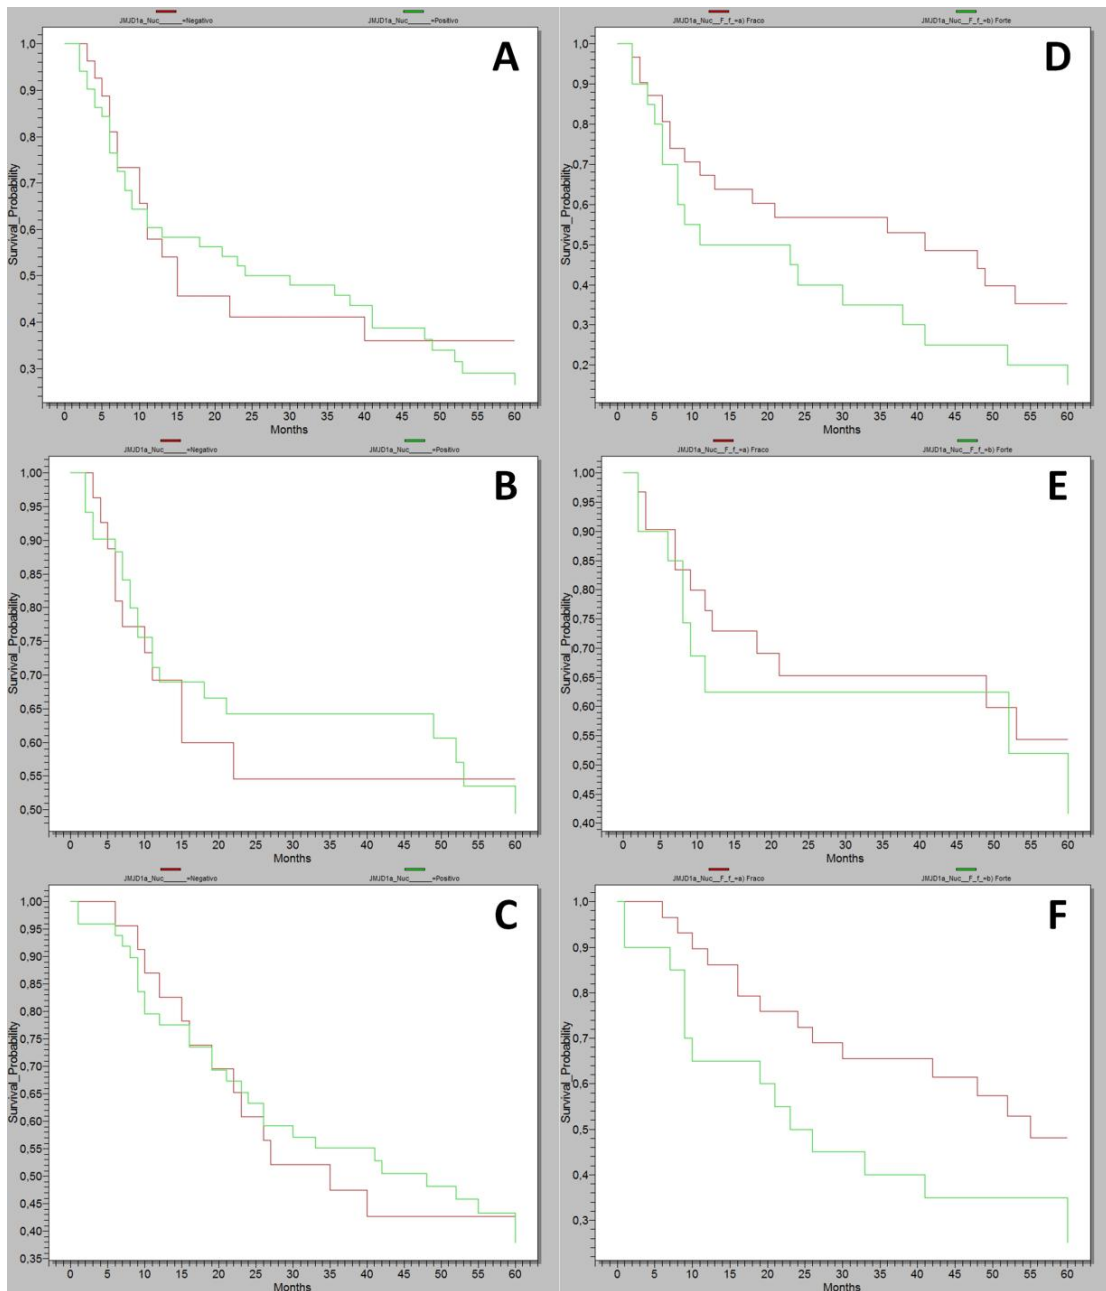 JMJD1a_Nuc______=Negativo JMJD1a_Nuc______=Positivo
A
Survival_Probability
1,0
0,9
0,8
0,7
0,6
0,5
0,4
0,3
0 5 10 15 20 25 30 35 40 45 50 55 60
Months
JMJD1a_Nuc__F_f_=a) Fraco JMJD1a_Nuc__F_f_=b) Forte
D
Survival_Probability
1,0
0,9
0,8
0,7
0,6
0,5
0,4
0,3
0,2
0 5 10 15 20 25 30 35 40 45 50 55 60
Months
JMJD1a_Nuc______=Negativo JMJD1a_Nuc______=Positivo
B
Survival_Probability
1,00
0,95
0,90
0,85
0,80
0,75
0,70
0,65
0,60
0,55
0,50
0 5 10 15 20 25 30 35 40 45 50 55 60
Months
JMJD1a_Nuc__F_f_=a) Fraco JMJD1a_Nuc__F_f_=b) Forte
E
Survival_Probability
1,00
0,95
0,90
0,85
0,80
0,75
0,70
0,65
0,60
0,55
0,50
0,45
0,40
0 5 10 15 20 25 30 35 40 45 50 55 60
Months
JMJD1a_Nuc______=Negativo JMJD1a_Nuc______=Positivo
C
Survival_Probability
1,00
0,95
0,90
0,85
0,80
0,75
0,70
0,65
0,60
0,55
0,50
0,45
0,40
0,35
0 5 10 15 20 25 30 35 40 45 50 55 60
Months
JMJD1a_Nuc__F_f_=a) Fraco JMJD1a_Nuc__F_f_=b) Forte
F
Survival_Probability
1,0
0,9
0,8
0,7
0,6
0,5
0,4
0,3
0 5 10 15 20 25 30 35 40 45 50 55 60
Months